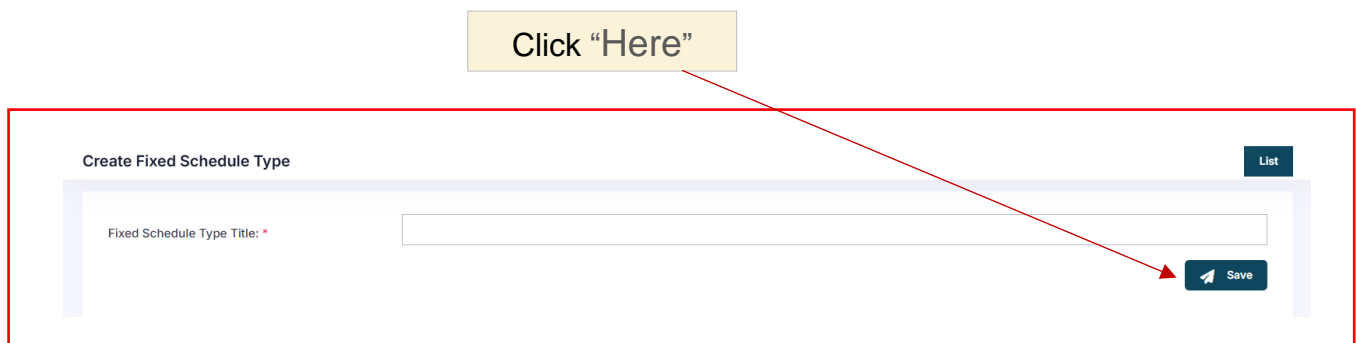 Click “Here”
Create Fixed Schedule Type
List
Fixed Schedule Type Title: *
Save